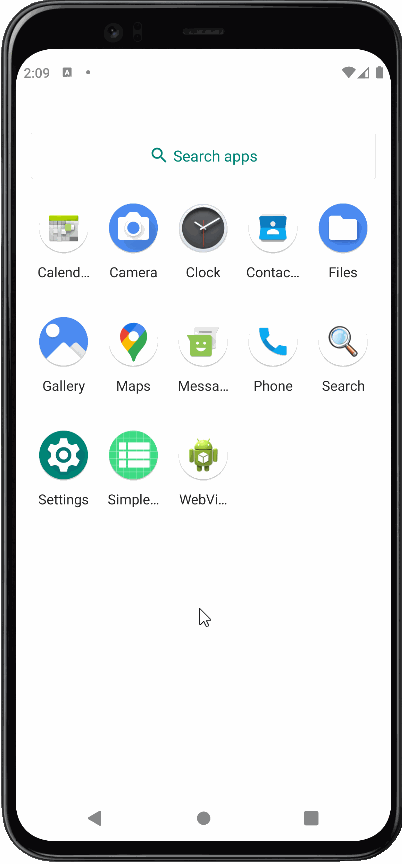 2:09
Search apps
Calend... Camera Clock Contac... Files
Gallery Maps Messa... Phone Search
Settings Simple... WebVi...